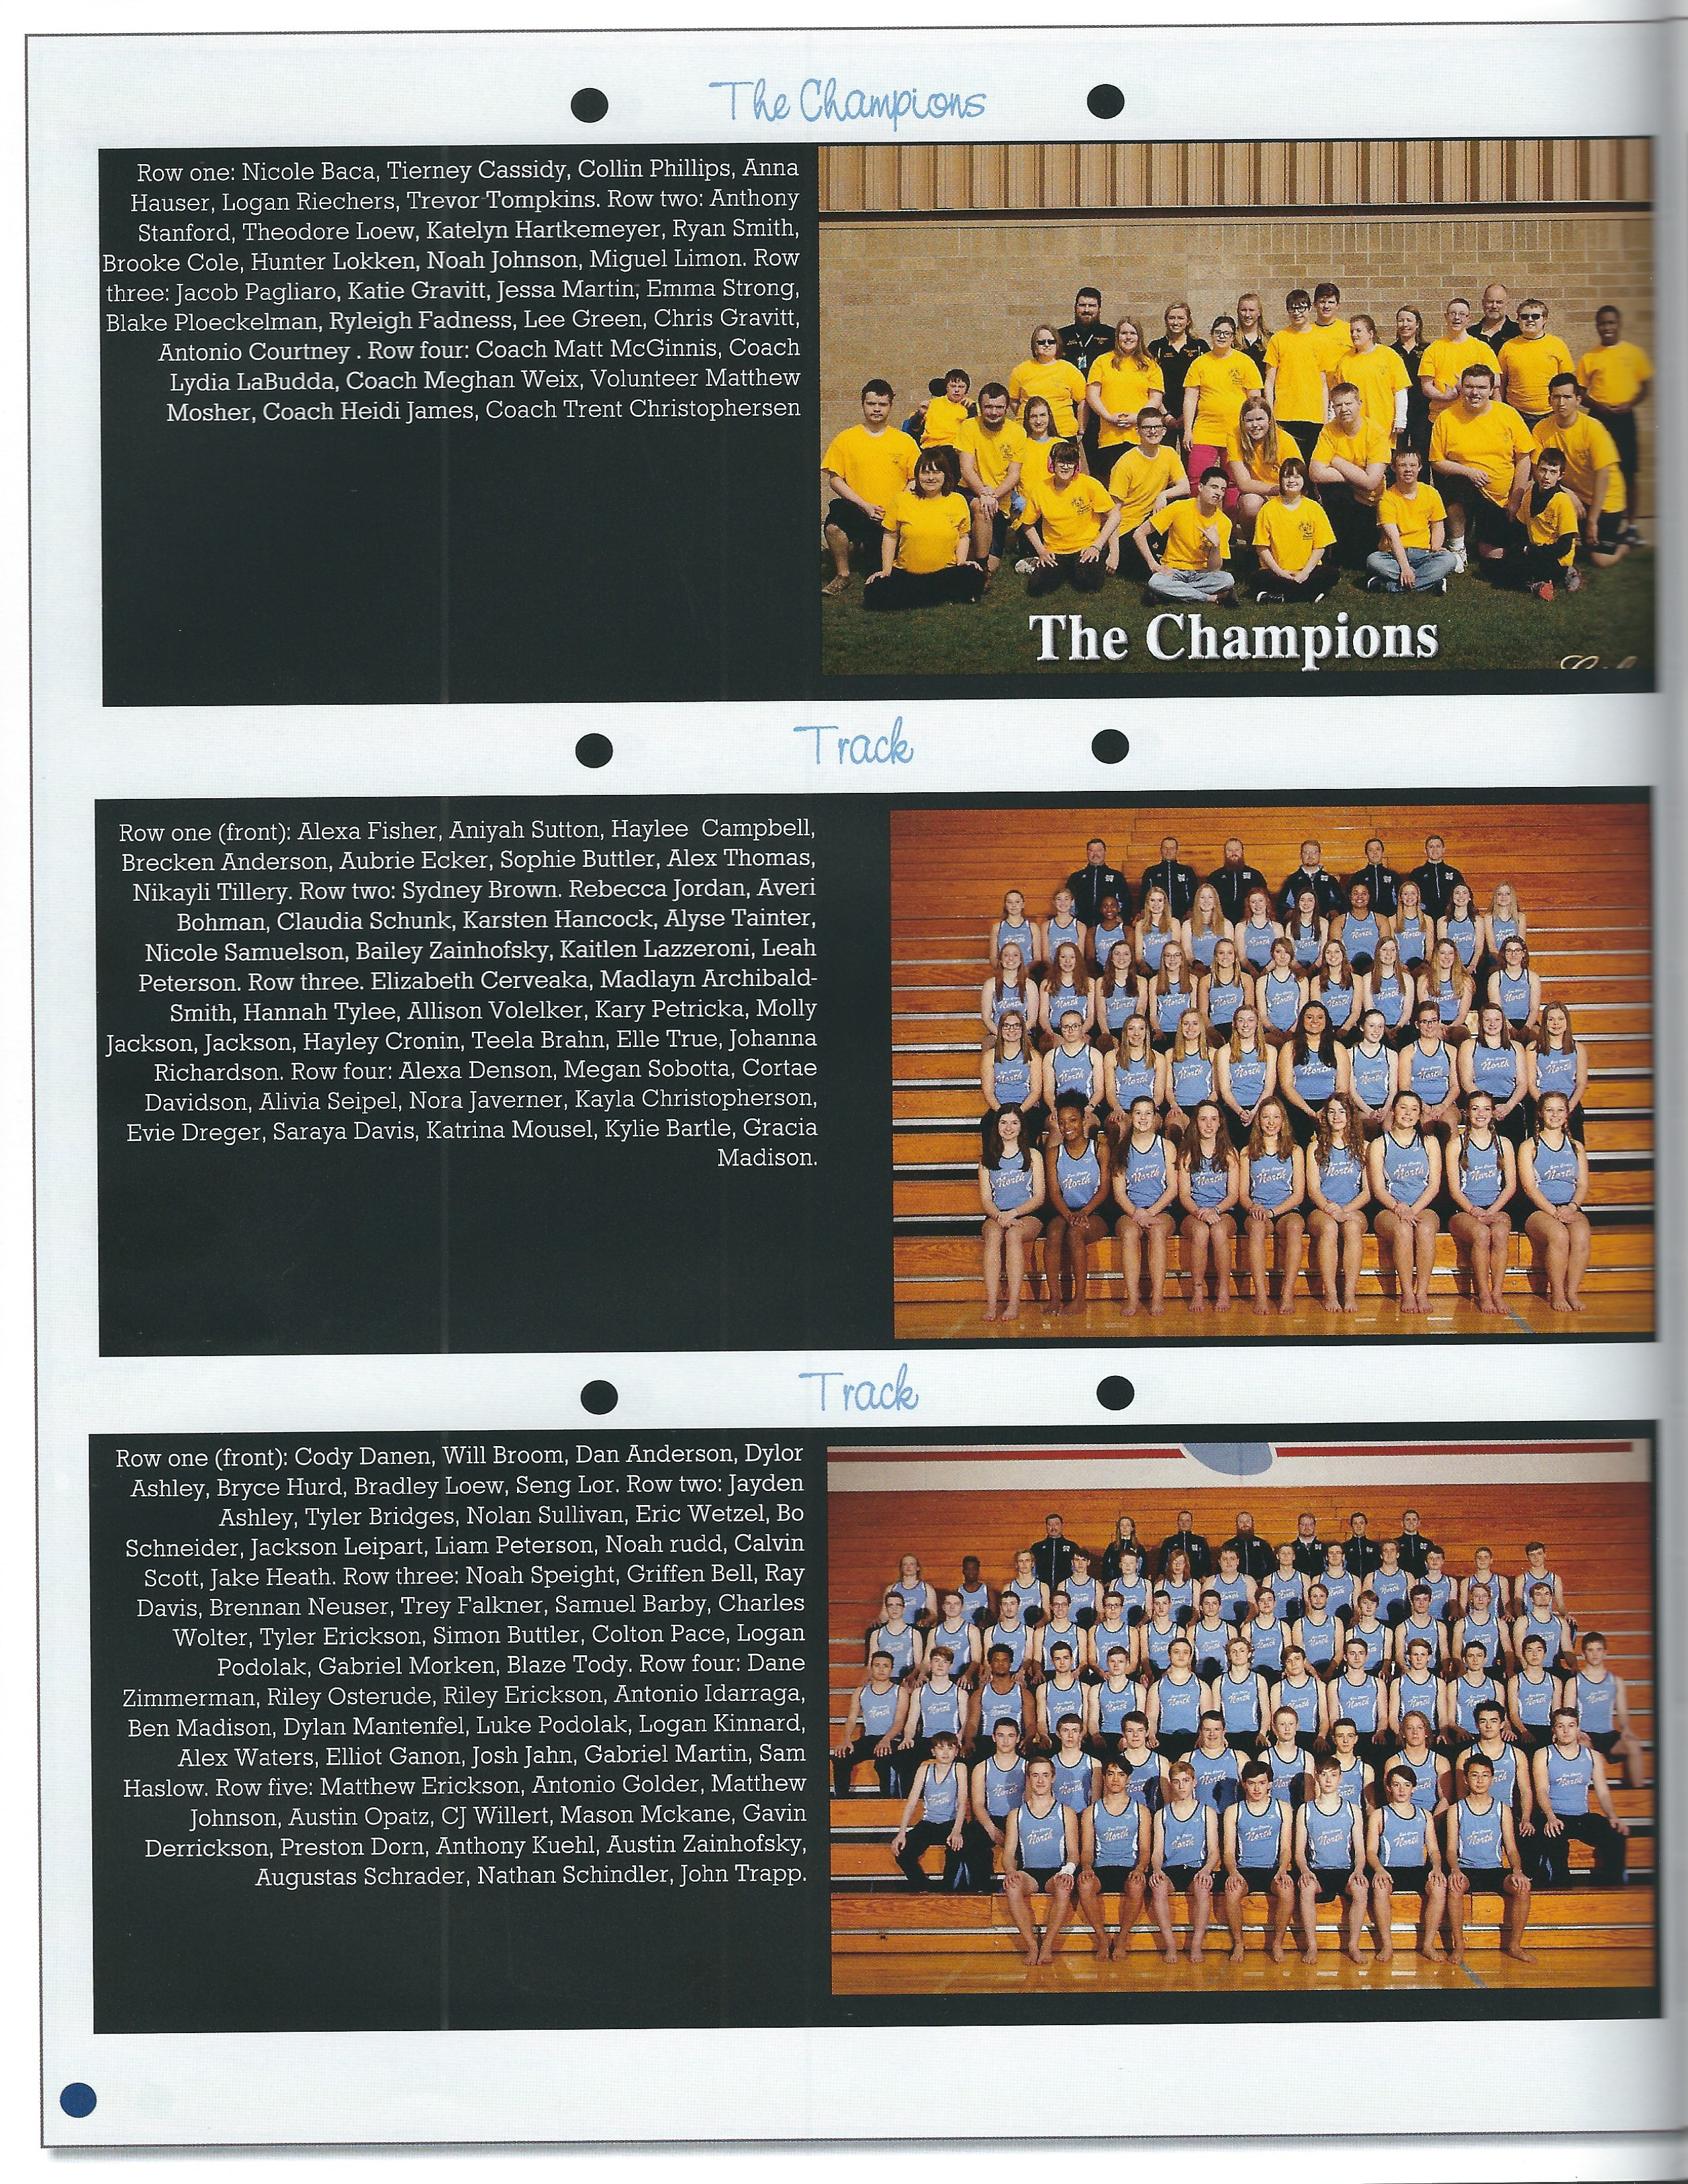 The Champions
Row one: Nicole Baca, Tierney Cassidy, Collin Phillips, Anna
Hauser, Logan Riechers, Trevor Tompkins. Row two: Anthony
Stanford, Theodore Loew, Katelyn Hartkemeyer, Ryan Smith,
Brooke Cole, Hunter Lokken, Noah Johnson, Miguel Limon. Row
three: Jacob Pagliaro, Katie Gravitt, Jessa Martin, Emma Strong,
Blake Ploeckelman, Ryleigh Fadness, Lee Green, Chris Gravitt,
Antonio Courtney . Row four: Coach Matt McGinnis, Coach
Lydia LaBudda, Coach Meghan Weix, Volunteer Matthew
Mosher, Coach Heidi James, Coach Trent Christophersen
The Champions
Track
Row one (front): Alexa Fisher, Aniyah Sutton, Haylee Campbell,
Brecken Anderson, Aubrie Ecker, Sophie Buttler, Alex Thomas,
Nikayli Tillery. Row two: Sydney Brown. Rebecca Jordan, Averi
Bohman, Claudia Schunk, Karsten Hancock, Alyse Tainter,
Nicole Samuelson, Bailey Zainhofsky, Kaitlen Lazzeroni, Leah
Peterson. Row three. Elizabeth Cerveaka, Madlayn Archibald-
Smith, Hannah Tylee, Allison Volelker, Kary Petricka, Molly
Jackson, Jackson, Hayley Cronin, Teela Brahn, Elle True, Johanna
Richardson. Row four: Alexa Denson, Megan Sobotta, Cortae
Davidson, Alivia Seipel, Nora Javerner, Kayla Christopherson,
Evie Dreger, Saraya Davis, Katrina Mousel, Kylie Bartle, Gracia
Madison.
Track
Row one (front): Cody Danen, Will Broom, Dan Anderson, Dylor
Ashley, Bryce Hurd, Bradley Loew, Seng Lor. Row two: Jayden
Ashley, Tyler Bridges, Nolan Sullivan, Eric Wetzel, Bo
Schneider, Jackson Leipart, Liam Peterson, Noah rudd, Calvin
Scott, Jake Heath. Row three: Noah Speight, Griffen Bell, Ray
Davis, Brennan Neuser, Trey Falkner, Samuel Barby, Charles
Wolter, Tyler Erickson, Simon Buttler, Colton Pace, Logan
Podolak, Gabriel Morken, Blaze Tody. Row four: Dane
Zimmerman, Riley Osterude, Riley Erickson, Antonio Idarraga,
Ben Madison, Dylan Mantenfel, Luke Podolak, Logan Kinnard,
Alex Waters, Elliot Ganon, Josh Jahn, Gabriel Martin, Sam
Haslow. Row five: Matthew Erickson, Antonio Golder, Matthew
Johnson, Austin Opatz, CJ Willert, Mason Mckane, Gavin
Derrickson, Preston Dorn, Anthony Kuehl, Austin Zainhofsky,
Augustas Schrader, Nathan Schindler, John Trapp.